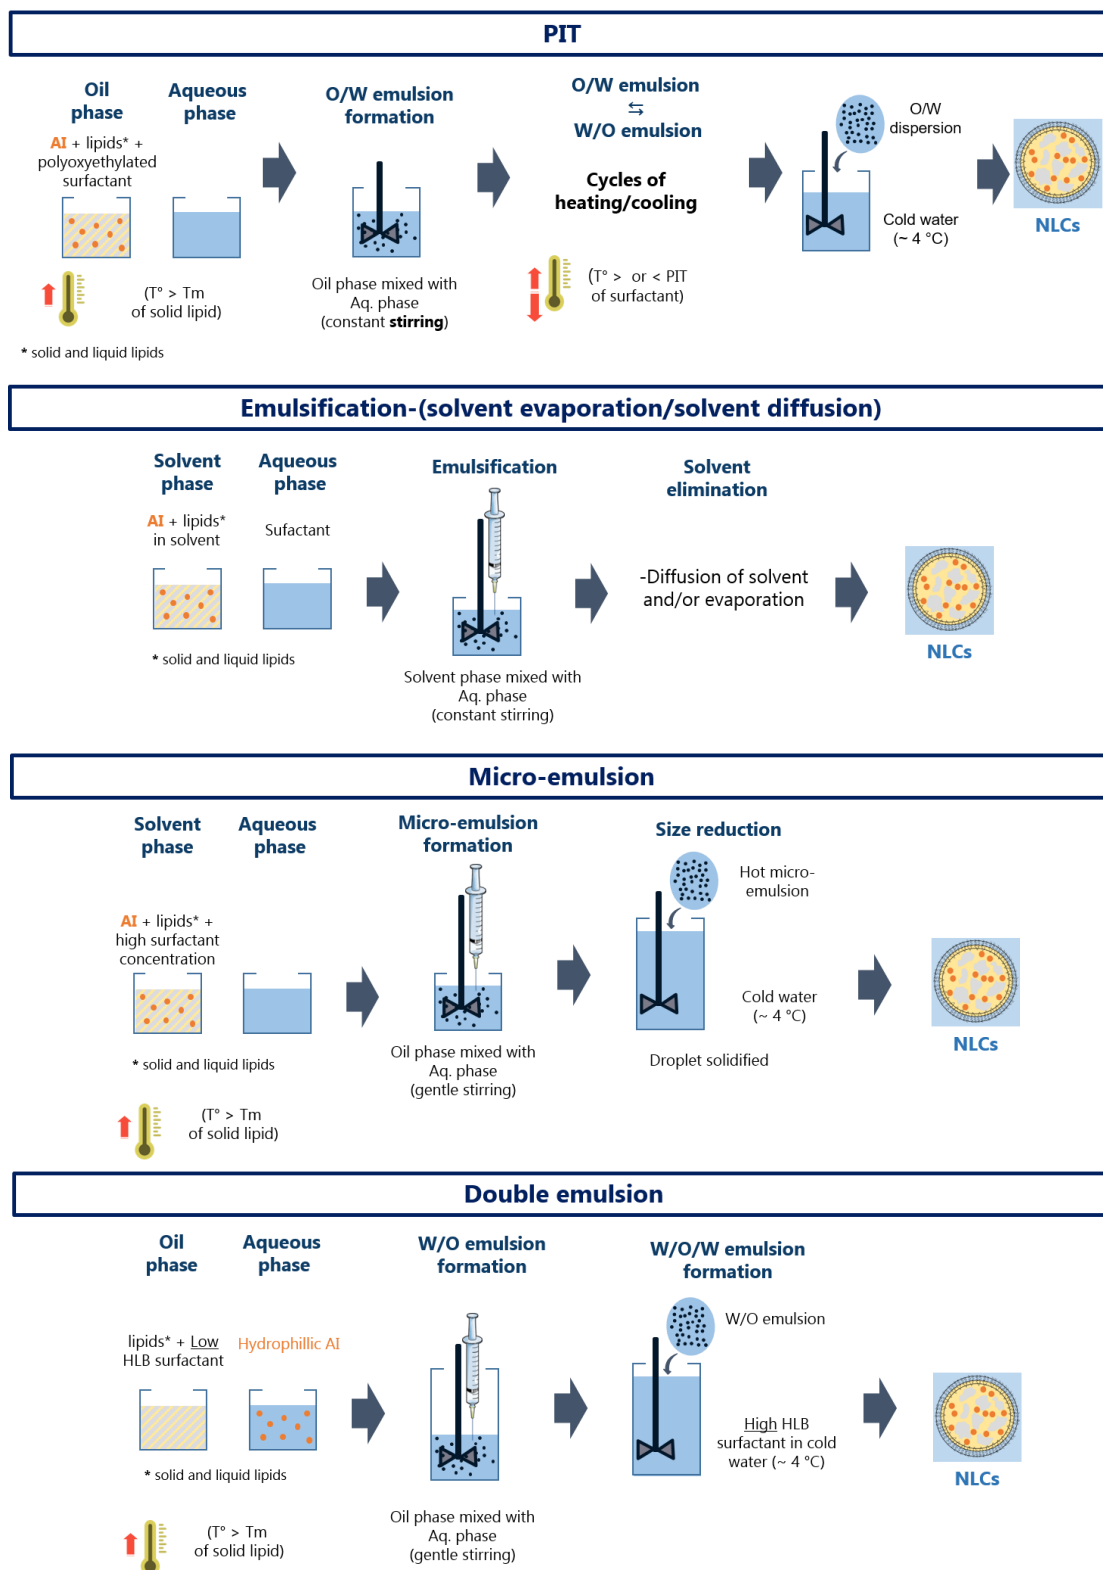 PIT
Oil
phase
Aqueous
phase
AI + lipids* +
polyoxyethylated
surfactant
(T° > Tm
of solid lipid)
* solid and liquid lipids
O/W emulsion
formation
Oil phase mixed with
Aq. phase
(constant stirring)
O/W emulsion
⇆
W/O emulsion
Cycles of
heating/cooling
(T° > or < PIT
of surfactant)
O/W
dispersion
Cold water
(~ 4 °C)
NLCs
Emulsification-(solvent evaporation/solvent diffusion)
Solvent
phase
Aqueous
phase
AI + lipids*
in solvent
Sufactant
* solid and liquid lipids
Emulsification
Solvent phase mixed with
Aq. phase
(constant stirring)
Solvent
elimination
-Diffusion of solvent
and/or evaporation
NLCs
Micro-emulsion
Solvent
phase
Aqueous
phase
AI + lipids* +
high surfactant
concentration
* solid and liquid lipids
(T° > Tm
of solid lipid)
Micro-emulsion
formation
Oil phase mixed with
Aq. phase
(gentle stirring)
Size reduction
Hot micro-
emulsion
Cold water
(~ 4 °C)
Droplet solidified
NLCs
Double emulsion
Oil
phase
Aqueous
phase
lipids* + Low
HLB surfactant
Hydrophillic AI
* solid and liquid lipids
(T° > Tm
of solid lipid)
W/O emulsion
formation
Oil phase mixed with
Aq. phase
(gentle stirring)
W/O/W emulsion
formation
W/O emulsion
High HLB
surfactant in cold
water (~ 4 °C)
NLCs